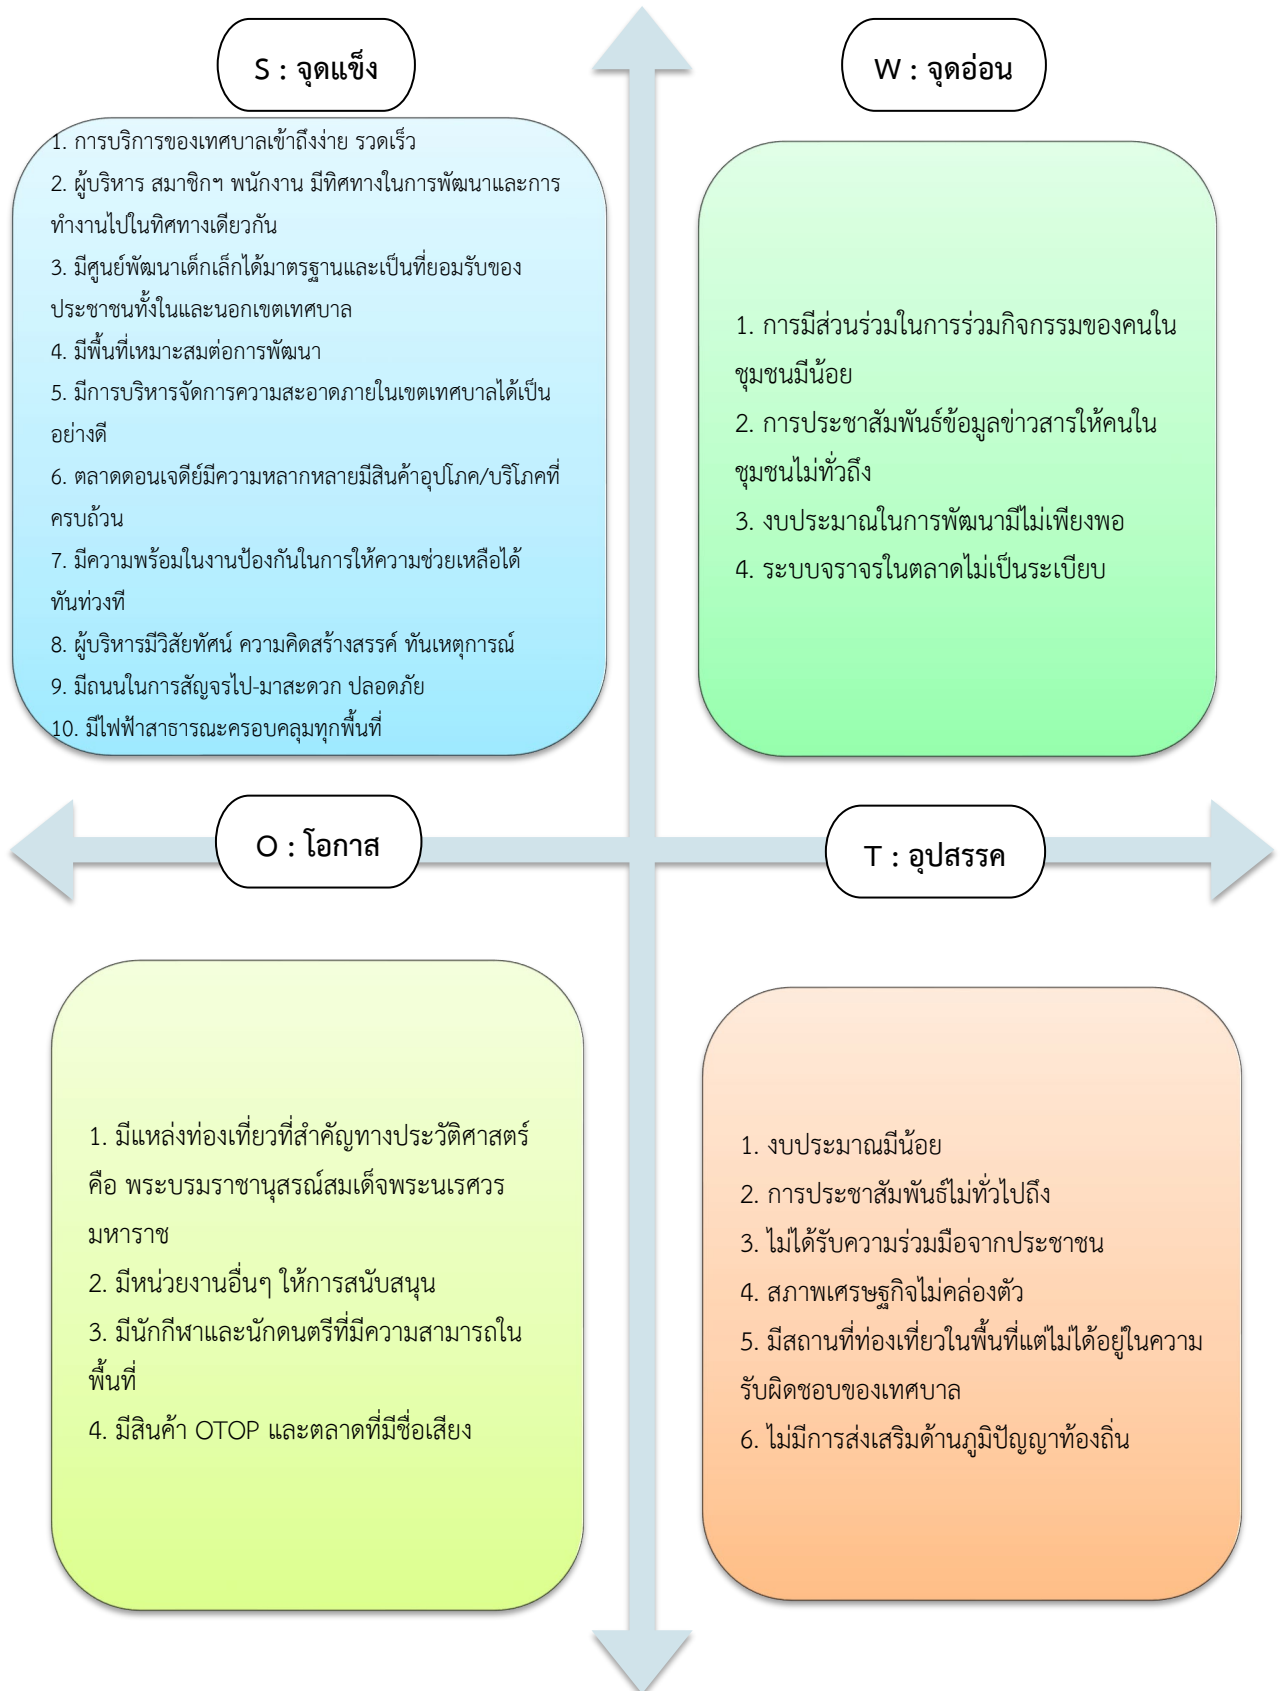 S : จุดแข็ง
1. การบริการของเทศบาลเข้าถึงง่าย รวดเร็ว
2. ผู้บริหาร สมาชิกฯ พนักงาน มีทิศทางในการพัฒนาและการ
ทำงานไปในทิศทางเดียวกัน
3. มีศูนย์พัฒนาเด็กเล็กได้มาตรฐานและเป็นที่ยอมรับของ
ประชาชนทั้งในและนอกเขตเทศบาล
4. มีพื้นที่เหมาะสมต่อการพัฒนา
5. มีการบริหารจัดการความสะอาดภายในเขตเทศบาลได้เป็น
อย่างดี
6. ตลาดดอนเจดีย์มีความหลากหลายมีสินค้าอุปโภค/บริโภคที่
ครบถ้วน
7. มีความพร้อมในงานป้องกันในการให้ความช่วยเหลือได้
ทันท่วงที
8. ผู้บริหารมีวิสัยทัศน์ ความคิดสร้างสรรค์ ทันเหตุการณ์
9. มีถนนในการสัญจรไป-มาสะดวก ปลอดภัย
10. มีไฟฟ้าสาธารณะครอบคลุมทุกพื้นที่
W : จุดอ่อน
1. การมีส่วนร่วมในการร่วมกิจกรรมของคนใน
ชุมชนมีน้อย
2. การประชาสัมพันธ์ข้อมูลข่าวสารให้คนใน
ชุมชนไม่ทั่วถึง
3. งบประมาณในการพัฒนามีไม่เพียงพอ
4. ระบบจราจรในตลาดไม่เป็นระเบียบ
O : โอกาส
1. มีแหล่งท่องเที่ยวที่สำคัญทางประวัติศาสตร์
คือ พระบรมราชานุสรณ์สมเด็จพระนเรศวร
มหาราช
2. มีหน่วยงานอื่นๆ ให้การสนับสนุน
3. มีนักกีฬาและนักดนตรีที่มีความสามารถใน
พื้นที่
4. มีสินค้า OTOP และตลาดที่มีชื่อเสียง
T : อุปสรรค
1. งบประมาณมีน้อย
2. การประชาสัมพันธ์ไม่ทั่วไปถึง
3. ไม่ได้รับความร่วมมือจากประชาชน
4. สภาพเศรษฐกิจไม่คล่องตัว
5. มีสถานที่ท่องเที่ยวในพื้นที่แต่ไม่ได้อยู่ในความ
รับผิดชอบของเทศบาล
6. ไม่มีการส่งเสริมด้านภูมิปัญญาท้องถิ่น